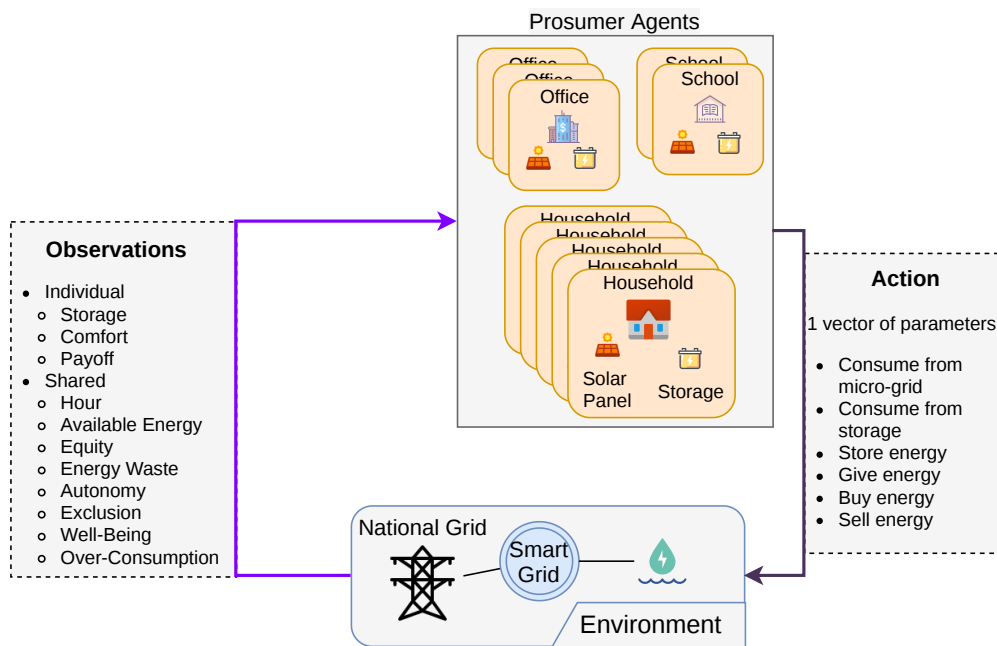 Prosumer Agents
Office
Office
Office
School
School
Household
Household
Household
Household
Household
Solar
Panel
Storage
Observations
Individual
Storage
Comfort
Payoff
Shared
Hour
Available Energy
Equity
Energy Waste
Autonomy
Exclusion
Well-Being
Over-Consumption
Action
1 vector of parameters
Consume from
micro-grid
Consume from
storage
Store energy
Give energy
Buy energy
Sell energy
National Grid
Smart
Grid
Environment